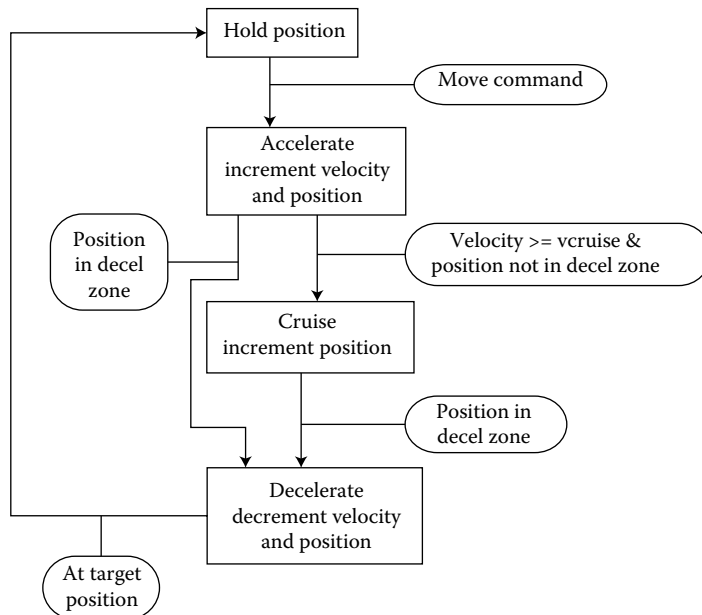 Hold position
Move command
Accelerate
increment velocity
and position
Position
in decel
zone
Velocity >= vcruise &
position not in decel zone
Cruise
increment position
Position in
decel zone
Decelerate
decrement velocity
and position
At target
position